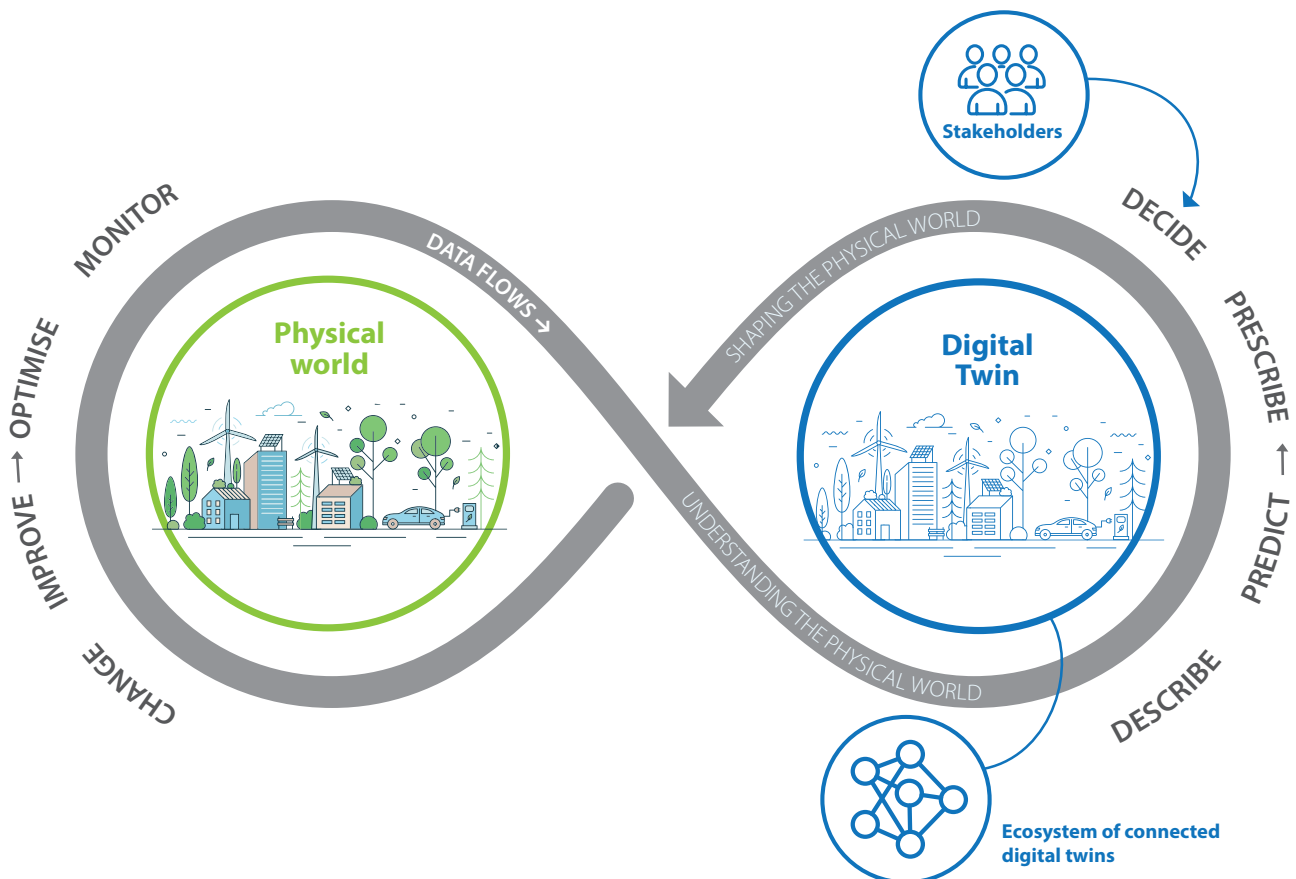 Stakeholders
MONITOR
DECIDE
DATA FLOWS →
SHAPING THE PHYSICAL WORLD
Physical
world
Digital
Twin
IMPROVE → OPTIMISE
PREDICT → PRESCRIBE
UNDERSTANDING THE PHYSICAL WORLD
CHANGE
DESCRIBE
Ecosystem of connected
digital twins